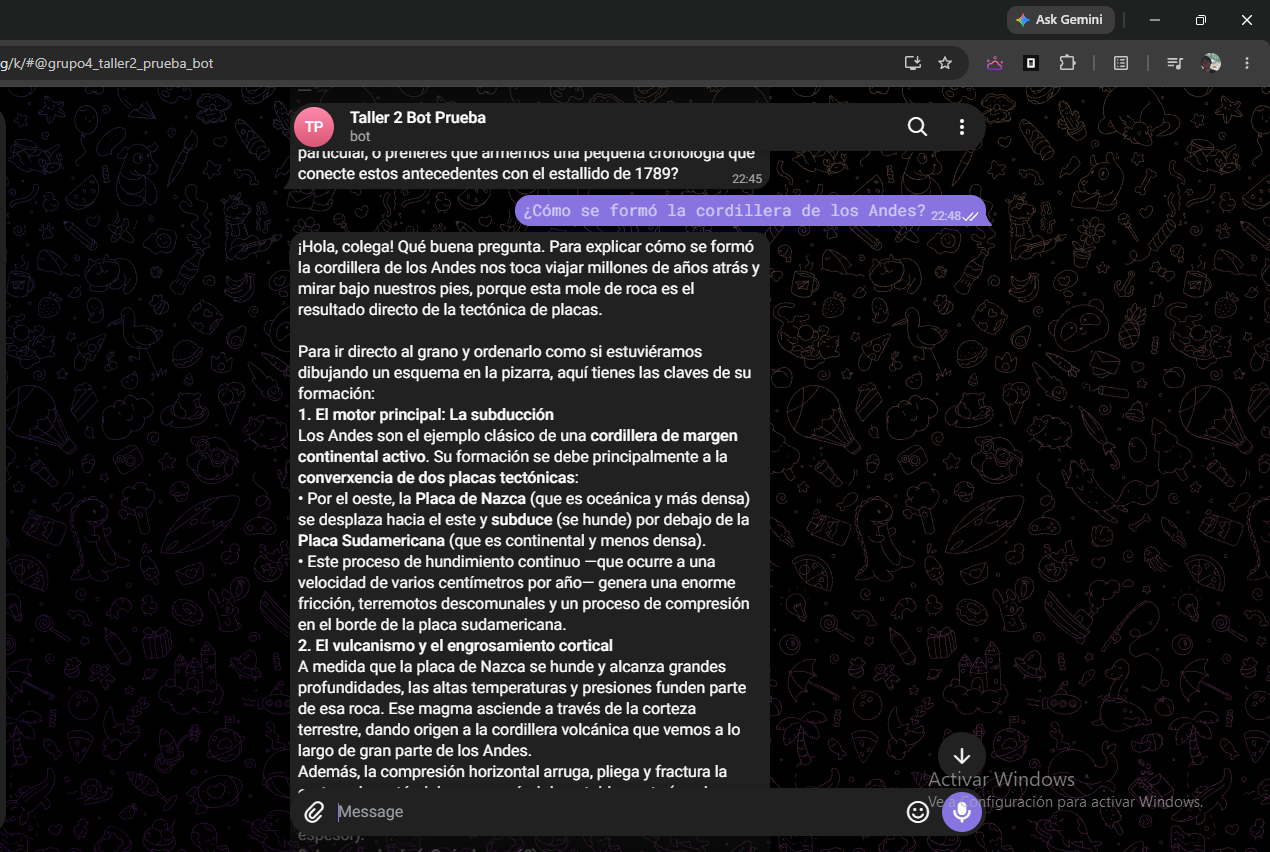 Ask Gemini
g/k/#@grupo4_taller2_prueba_bot
TP
Taller 2 Bot Prueba
bot
particular, o prefieres que armemos una pequeña cronología que
conecte estos antecedentes con el estallido de 1789?
22:45
¿Cómo se formó la cordillera de los Andes?
22:48
¡Hola, colega! Qué buena pregunta. Para explicar cómo se formó
la cordillera de los Andes nos toca viajar millones de años atrás y
mirar bajo nuestros pies, porque esta mole de roca es el
resultado directo de la tectónica de placas.
Para ir directo al grano y ordenarlo como si estuviéramos
dibujando un esquema en la pizarra, aquí tienes las claves de su
formación:
1. El motor principal: La subducción
Los Andes son el ejemplo clásico de una cordillera de margen
continental activo. Su formación se debe principalmente a la
converxencia de dos placas tectónicas:
• Por el oeste, la Placa de Nazca (que es oceánica y más densa)
se desplaza hacia el este y subduce (se hunde) por debajo de la
Placa Sudamericana (que es continental y menos densa).
• Este proceso de hundimiento continuo —que ocurre a una
velocidad de varios centímetros por año— genera una enorme
fricción, terremotos descomunales y un proceso de compresión
en el borde de la placa sudamericana.
2. El vulcanismo y el engrosamiento cortical
A medida que la placa de Nazca se hunde y alcanza grandes
profundidades, las altas temperaturas y presiones funden parte
de esa roca. Ese magma asciende a través de la corteza
terrestre, dando origen a la cordillera volcánica que vemos a lo
largo de gran parte de los Andes.
Además, la compresión horizontal arruga, pliega y fractura la
Message
espesor).
Activar Windows
Ve a Configuración para activar Windows.